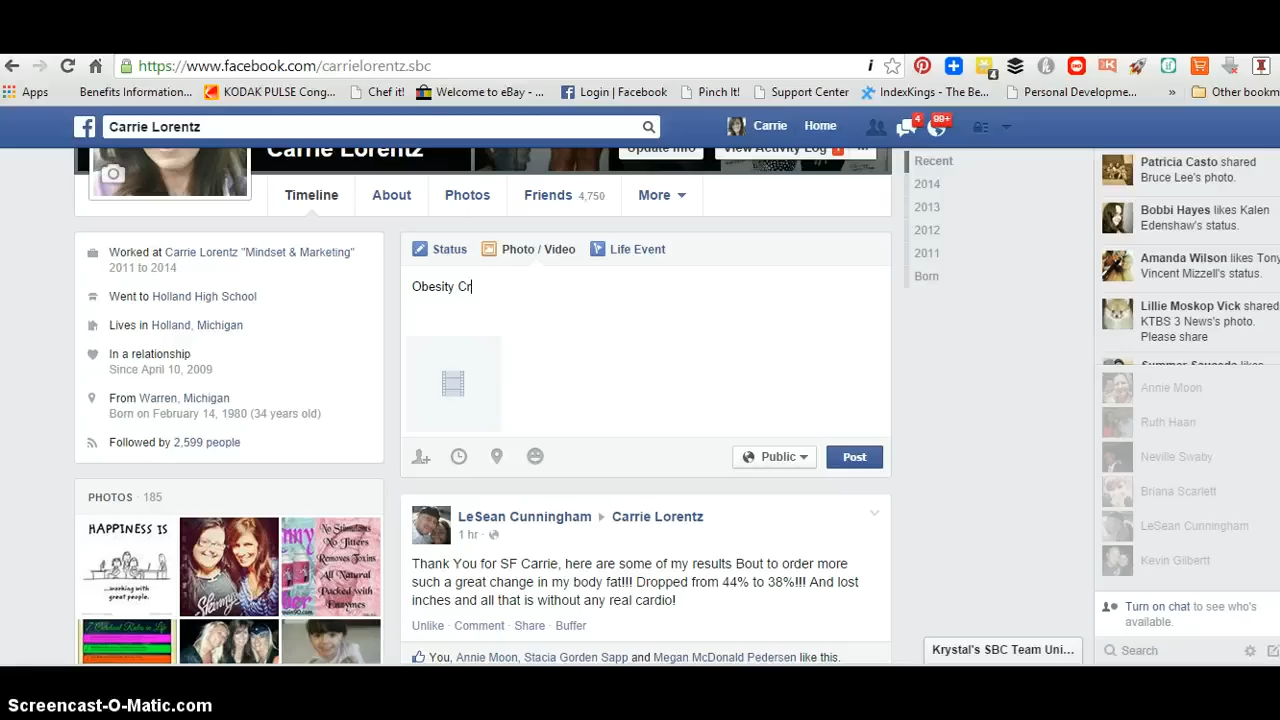 https://www.facebook.com/carrielorentz.sbc
Apps Benefits Information... KODAK PULSE Cong... Chef it! Welcome to eBay - ... Login | Facebook Pinch It! Support Center IndexKings - The Be... Personal Developme... » Other bookm
Carrie Lorentz Carrie Home 4 99+
Carrie Lorentz Update Info View Activity Log
Timeline About Photos Friends 4,750 More
Worked at Carrie Lorentz "Mindset & Marketing"
2011 to 2014
Went to Holland High School
Lives in Holland, Michigan
In a relationship
Since April 10, 2009
From Warren, Michigan
Born on February 14, 1980 (34 years old)
Followed by 2,599 people
PHOTOS · 185
HAPPINESS IS
...working with
great people.
No Stimulants
No Jitters
Removes Toxins
All Natural
Packed with
Enzymes
Status Photo / Video Life Event
Obesity Cr
Public Post
LeSean Cunningham Carrie Lorentz
1 hr ·
Thank You for SF Carrie, here are some of my results Bout to order more
such a great change in my body fat!!! Dropped from 44% to 38%!!! And lost
inches and all that is without any real cardio!
Unlike · Comment · Share · Buffer
You, Annie Moon, Stacia Gorden Sapp and Megan McDonald Pedersen like this.
Recent
2014
2013
2012
2011
Born
Patricia Casto shared
Bruce Lee's photo.
Bobbi Hayes likes Kalen
Edenshaw's status.
Amanda Wilson likes Tony
Vincent Mizzell's status.
Lillie Moskop Vick shared
KTBS 3 News's photo.
Please share
Annie Moon
Ruth Haan
Neville Swaby
Briana Scarlett
LeSean Cunningham
Kevin Gilbertt
Turn on chat to see who's
available.
Krystal's SBC Team Uni...
Search
Screencast-O-Matic.com